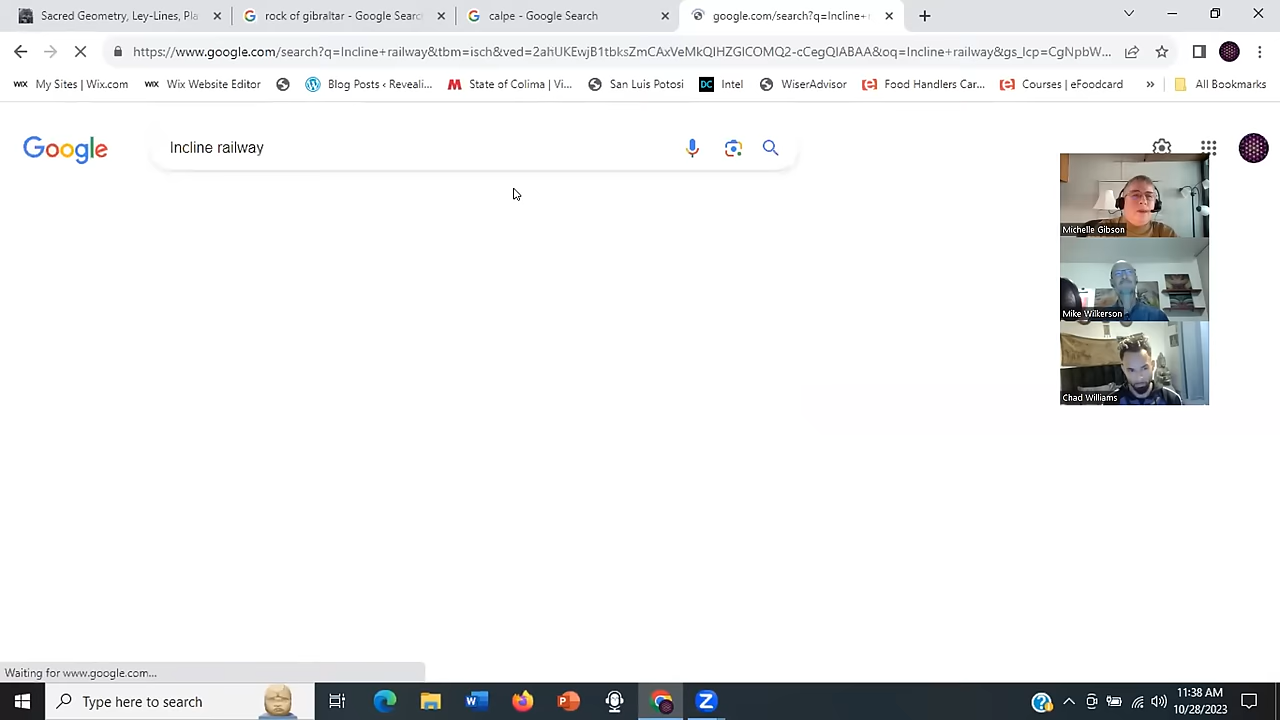 Sacred Geometry, Ley-Lines, Pla
rock of gibraltar - Google Searc
calpe - Google Search
google.com/search?q=Incline+r
https://www.google.com/search?q=Incline+railway&tbm=isch&ved=2ahUKEwjB1tbksZmCAxVeMkQIHZGlCOMQ2-cCegQIABAA&oq=Incline+railway&gs_lcp=CgNpbW...
WIX My Sites | Wix.com
WIX Wix Website Editor
Blog Posts ‹ Reveali...
State of Colima | Vi...
San Luis Potosi
DC Intel
WiserAdvisor
Food Handlers Car...
Courses | eFoodcard
»
All Bookmarks
Google
Incline railway
Michelle Gibson
Mike Wilkerson
Chad Williams
Waiting for www.google.com...
Type here to search
11:38 AM
10/28/2023